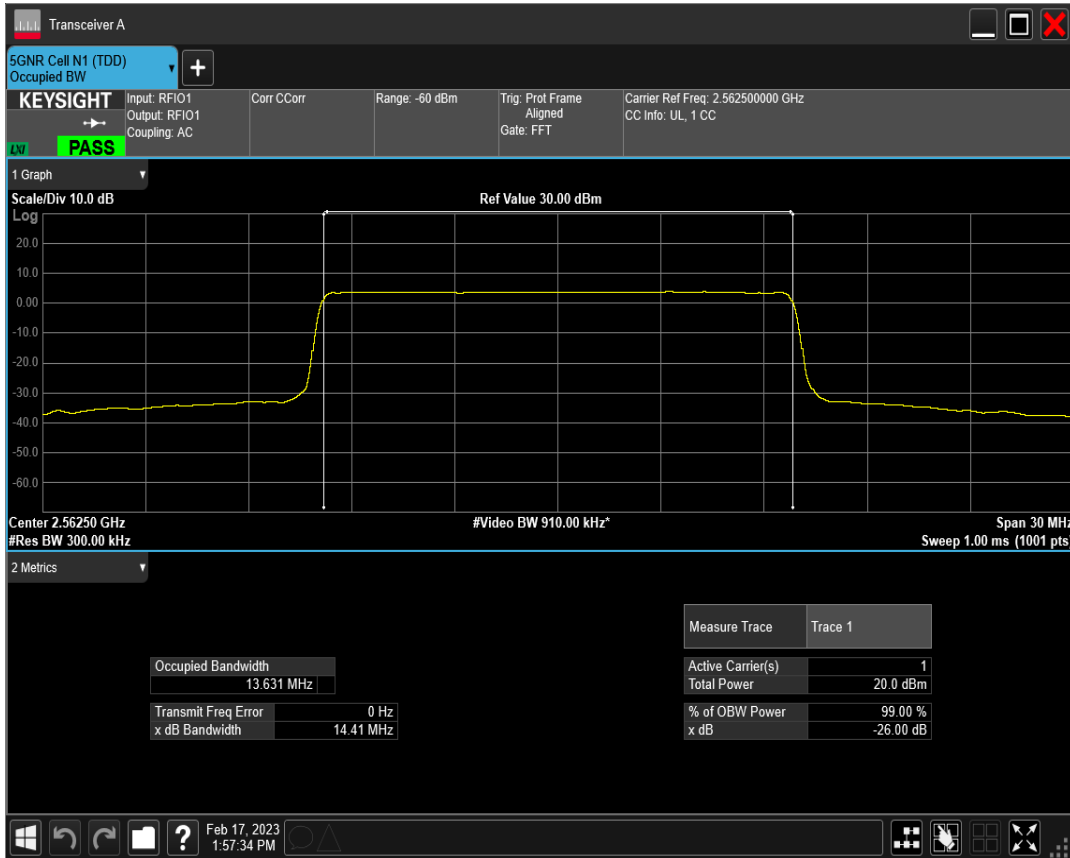 Transceiver A
5GNR Cell N1 (TDD)
Occupied BW
+
KEYSIGHT
LXI
PASS
Input: RFIO1
Output: RFIO1
Coupling: AC
Corr CCorr
Range: -60 dBm
Trig: Prot Frame
Aligned
Gate: FFT
Carrier Ref Freq: 2.562500000 GHz
CC Info: UL, 1 CC
1 Graph
Scale/Div 10.0 dB
Ref Value 30.00 dBm
Log
20.0
10.0
0.00
-10.0
-20.0
-30.0
-40.0
-50.0
-60.0
Center 2.56250 GHz
#Video BW 910.00 kHz*
Span 30 MHz
#Res BW 300.00 kHz
Sweep 1.00 ms (1001 pts)
2 Metrics
Measure Trace Trace 1
Occupied Bandwidth
13.631 MHz
Active Carrier(s) 1
Total Power 20.0 dBm
Transmit Freq Error 0 Hz
x dB Bandwidth 14.41 MHz
% of OBW Power 99.00 %
x dB -26.00 dB
?
Feb 17, 2023
1:57:34 PM